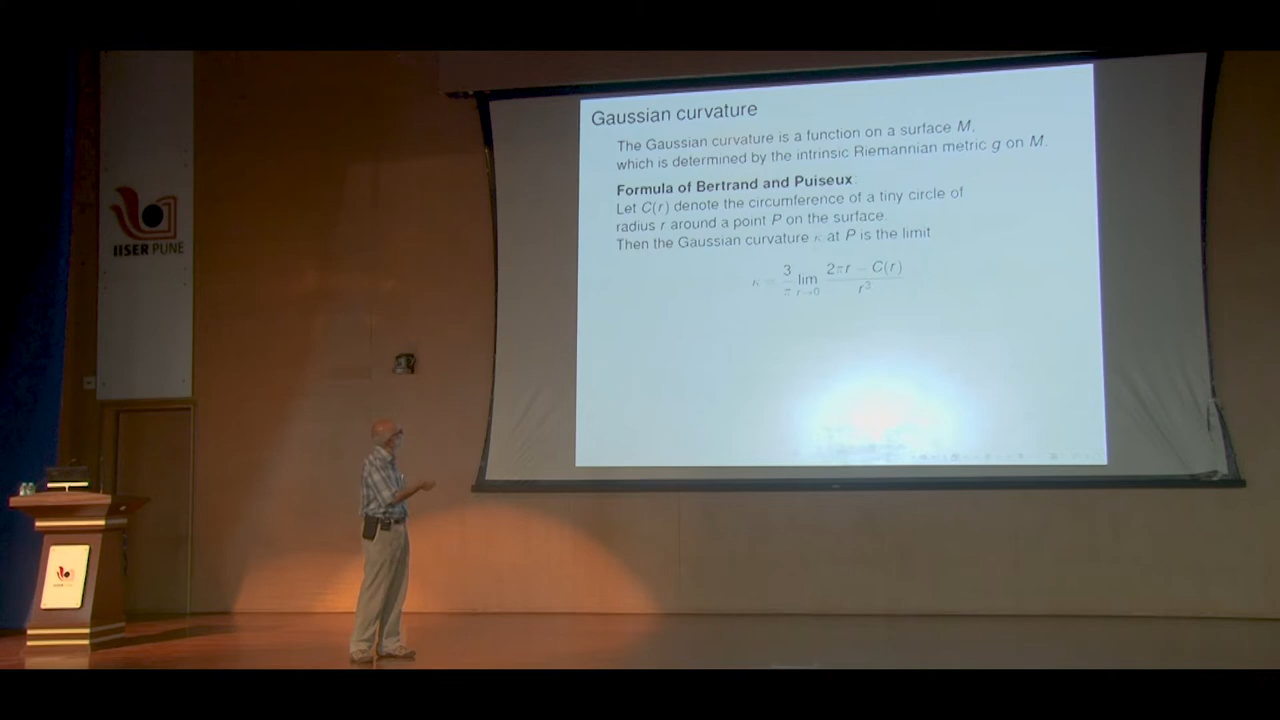 IISER PUNE
Gaussian curvature
The Gaussian curvature is a function on a surface M,
which is determined by the intrinsic Riemannian metric g on M.
Formula of Bertrand and Puiseux:
Let C(r) denote the circumference of a tiny circle of
radius r around a point P on the surface.
Then the Gaussian curvature κ at P is the limit
κ = 3/π lim r→0 (2πr − C(r))/r³